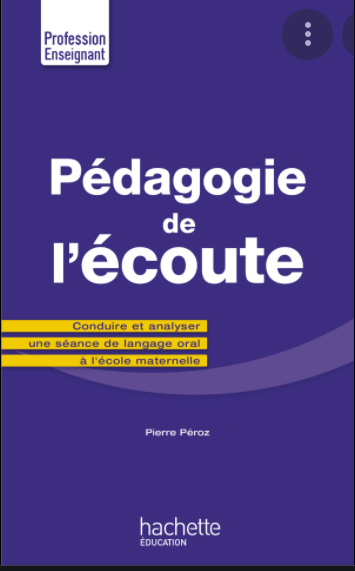 Profession
Enseignant
Pédagogie
de
l'écoute
Conduire et analyser
une séance de langage oral
à l'école maternelle
Pierre Péroz
hachette
ÉDUCATION